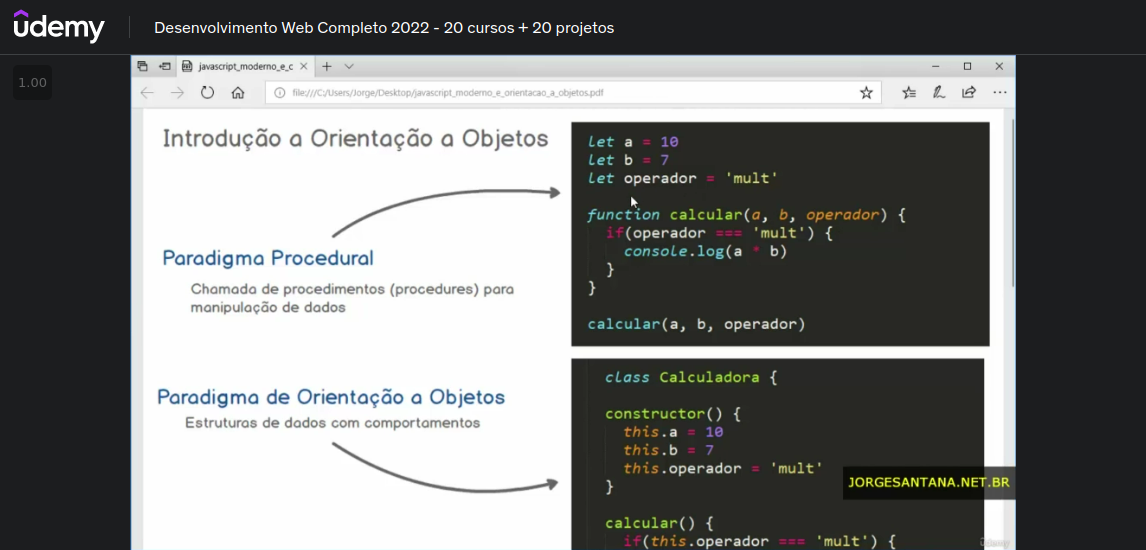 ûdemy
Desenvolvimento Web Completo 2022 - 20 cursos + 20 projetos
1.00
javascript_moderno_e_c
file:///C:/Users/Jorge/Desktop/javascript_moderno_e_orientacao_a_objetos.pdf
Introdução a Orientação a Objetos
Paradigma Procedural
Chamada de procedimentos (procedures) para
manipulação de dados
let a = 10
let b = 7
let operador = 'mult'
function calcular(a, b, operador) {
if(operador === 'mult') {
console.log(a * b)
}
}
calcular(a, b, operador)
Paradigma de Orientação a Objetos
Estruturas de dados com comportamentos
class Calculadora {
constructor() {
this.a = 10
this.b = 7
this.operador = 'mult'
}
calcular() {
if(this.operador === 'mult') {
JORGESANTANA.NET.BR
ûdemy